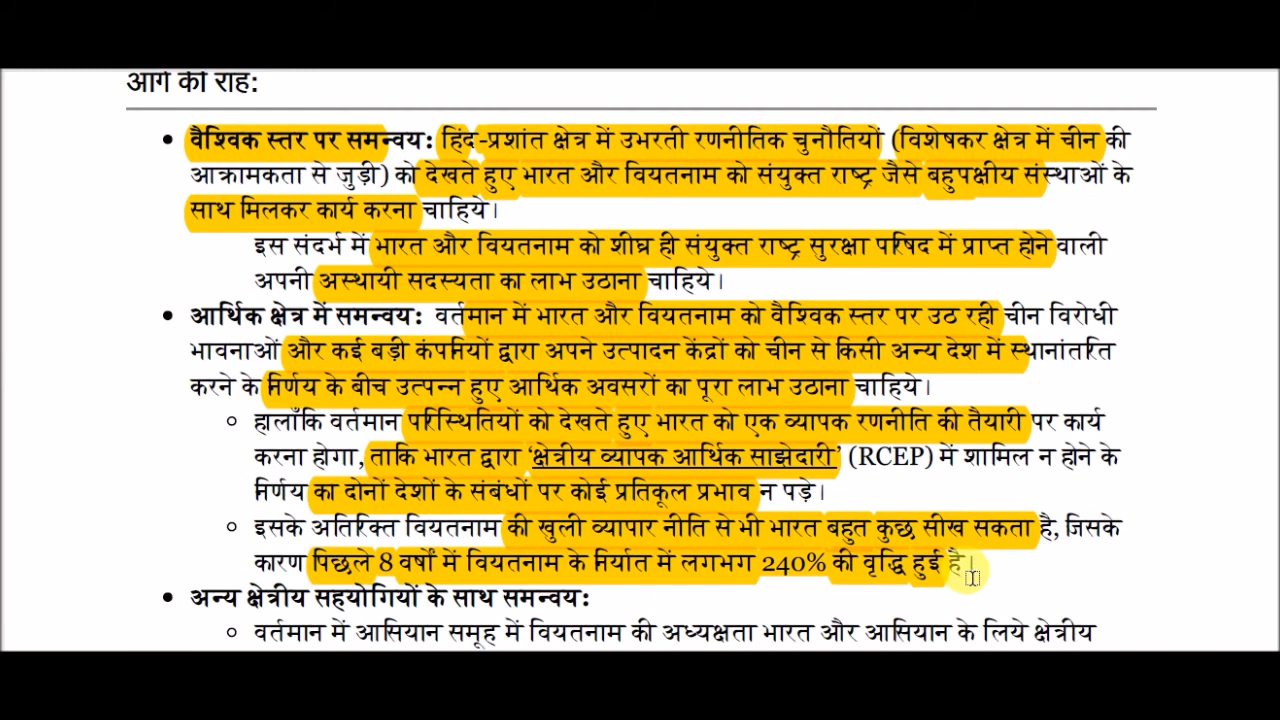 आगे की राह:
वैश्विक स्तर पर समन्वय: हिंद-प्रशांत क्षेत्र में उभरती रणनीतिक चुनौतियों (विशेषकर क्षेत्र में चीन की
आक्रामकता से जुड़ी) को देखते हुए भारत और वियतनाम को संयुक्त राष्ट्र जैसे बहुपक्षीय संस्थाओं के
साथ मिलकर कार्य करना चाहिये।
इस संदर्भ में भारत और वियतनाम को शीघ्र ही संयुक्त राष्ट्र सुरक्षा परिषद में प्राप्त होने वाली
अपनी अस्थायी सदस्यता का लाभ उठाना चाहिये।
आर्थिक क्षेत्र में समन्वय: वर्तमान में भारत और वियतनाम को वैश्विक स्तर पर उठ रही चीन विरोधी
भावनाओं और कई बड़ी कंपनियों द्वारा अपने उत्पादन केंद्रों को चीन से किसी अन्य देश में स्थानांतरित
करने के निर्णय के बीच उत्पन्न हुए आर्थिक अवसरों का पूरा लाभ उठाना चाहिये।
हालाँकि वर्तमान परिस्थितियों को देखते हुए भारत को एक व्यापक रणनीति की तैयारी पर कार्य
करना होगा, ताकि भारत द्वारा ‘क्षेत्रीय व्यापक आर्थिक साझेदारी’ (RCEP) में शामिल न होने के
निर्णय का दोनों देशों के संबंधों पर कोई प्रतिकूल प्रभाव न पड़े।
इसके अतिरिक्त वियतनाम की खुली व्यापार नीति से भी भारत बहुत कुछ सीख सकता है, जिसके
कारण पिछले 8 वर्षों में वियतनाम के निर्यात में लगभग 240% की वृद्धि हुई है।
अन्य क्षेत्रीय सहयोगियों के साथ समन्वय:
वर्तमान में आसियान समूह में वियतनाम की अध्यक्षता भारत और आसियान के लिये क्षेत्रीय